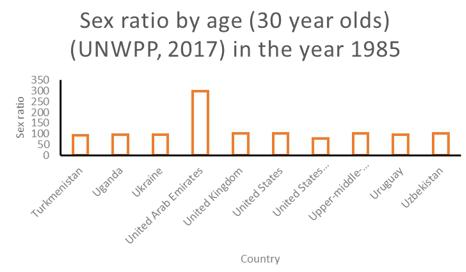 Sex ratio by age (30 year olds)
(UNWPP, 2017) in the year 1985
Sex ratio
350
300
250
200
150
100
50
0
Turkmenistan
Uganda
Ukraine
United Arab Emirates
United Kingdom
United States
United States...
Upper-middle-...
Uruguay
Uzbekistan
Country